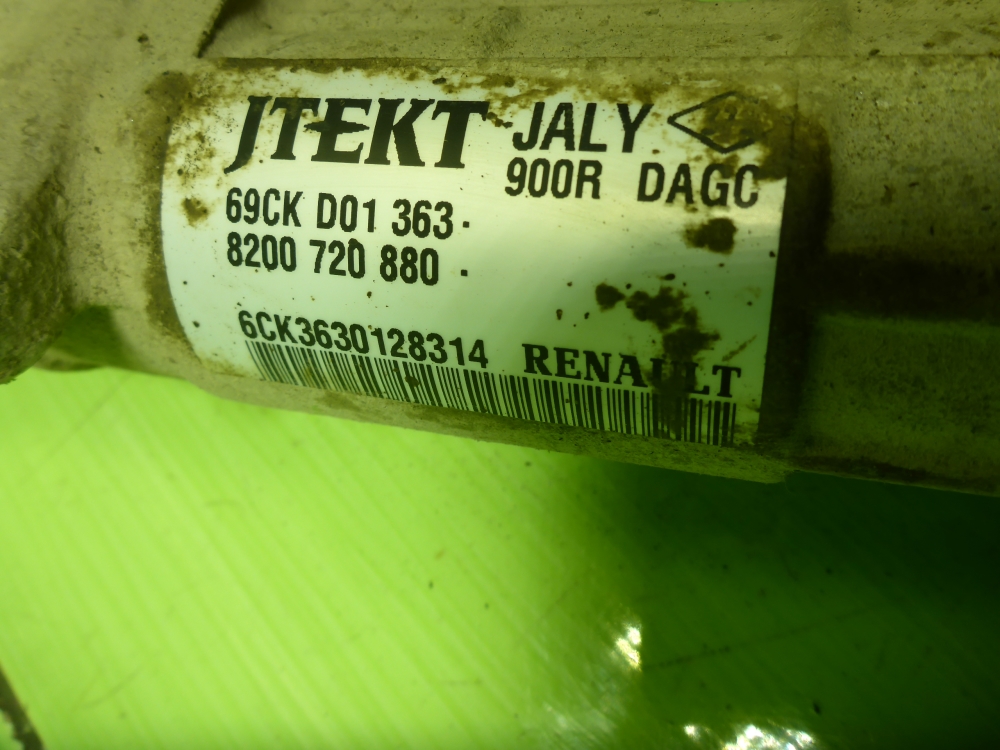 JTEKT JALY
900R DAGC
69CK D01 363
8200 720 880
6CK3630128314 RENAULT